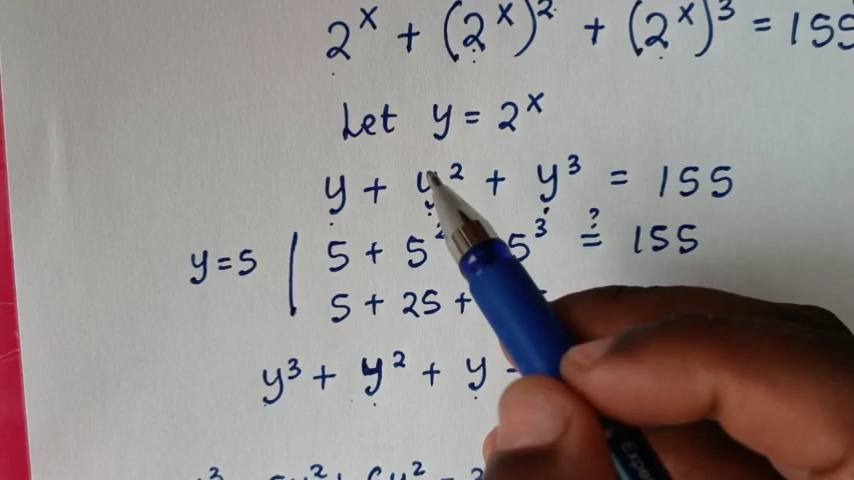 2^x + (2^x)^2 + (2^x)^3 = 155
Let y = 2^x
y + y^2 + y^3 = 155
y=5 | 5 + 5 5^3 ≟ 155
5 + 25 +
y^3 + y^2 + y -